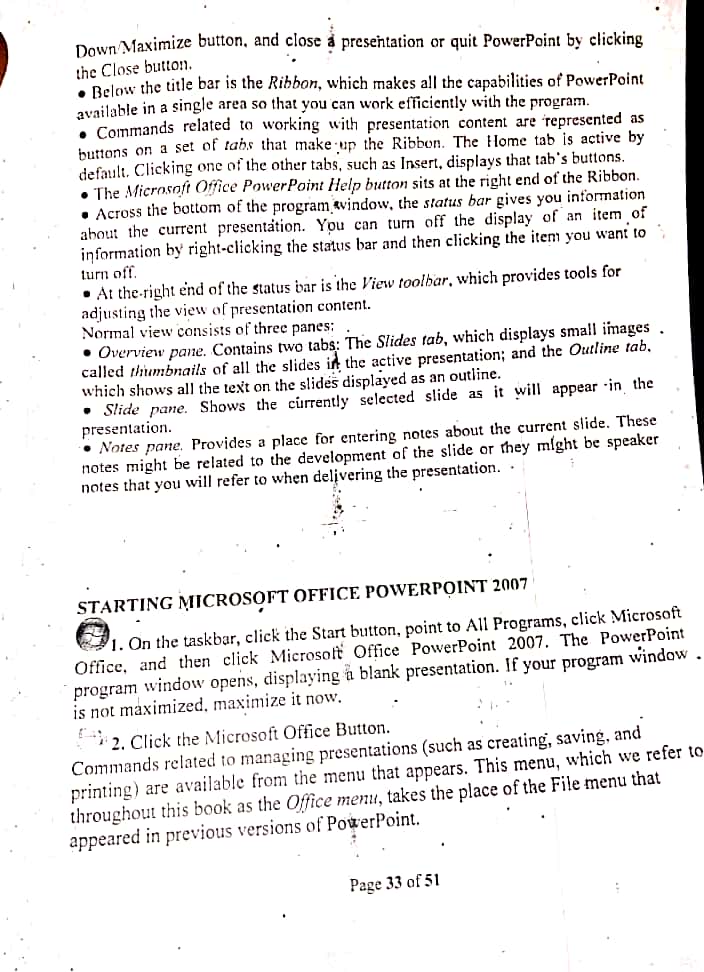 Down/Maximize button, and close a presentation or quit PowerPoint by clicking
the Close button.
• Below the title bar is the Ribbon, which makes all the capabilities of PowerPoint
available in a single area so that you can work efficiently with the program.
• Commands related to working with presentation content are represented as
buttons on a set of tabs that make up the Ribbon. The Home tab is active by
default. Clicking one of the other tabs, such as Insert, displays that tab's buttons.
• The Microsoft Office PowerPoint Help button sits at the right end of the Ribbon.
• Across the bottom of the program window, the status bar gives you information
about the current presentation. You can turn off the display of an item of
information by right-clicking the status bar and then clicking the item you want to
turn off.
• At the right end of the status bar is the View toolbar, which provides tools for
adjusting the view of presentation content.
Normal view consists of three panes:
• Overview pane. Contains two tabs: The Slides tab, which displays small images
called thumbnails of all the slides in the active presentation; and the Outline tab,
which shows all the text on the slides displayed as an outline.
• Slide pane. Shows the currently selected slide as it will appear in the
presentation.
• Notes pane. Provides a place for entering notes about the current slide. These
notes might be related to the development of the slide or they might be speaker
notes that you will refer to when delivering the presentation.
STARTING MICROSOFT OFFICE POWERPOINT 2007
1. On the taskbar, click the Start button, point to All Programs, click Microsoft
Office, and then click Microsoft Office PowerPoint 2007. The PowerPoint
program window opens, displaying a blank presentation. If your program window
is not maximized, maximize it now.
2. Click the Microsoft Office Button.
Commands related to managing presentations (such as creating, saving, and
printing) are available from the menu that appears. This menu, which we refer to
throughout this book as the Office menu, takes the place of the File menu that
appeared in previous versions of PowerPoint.
Page 33 of 51